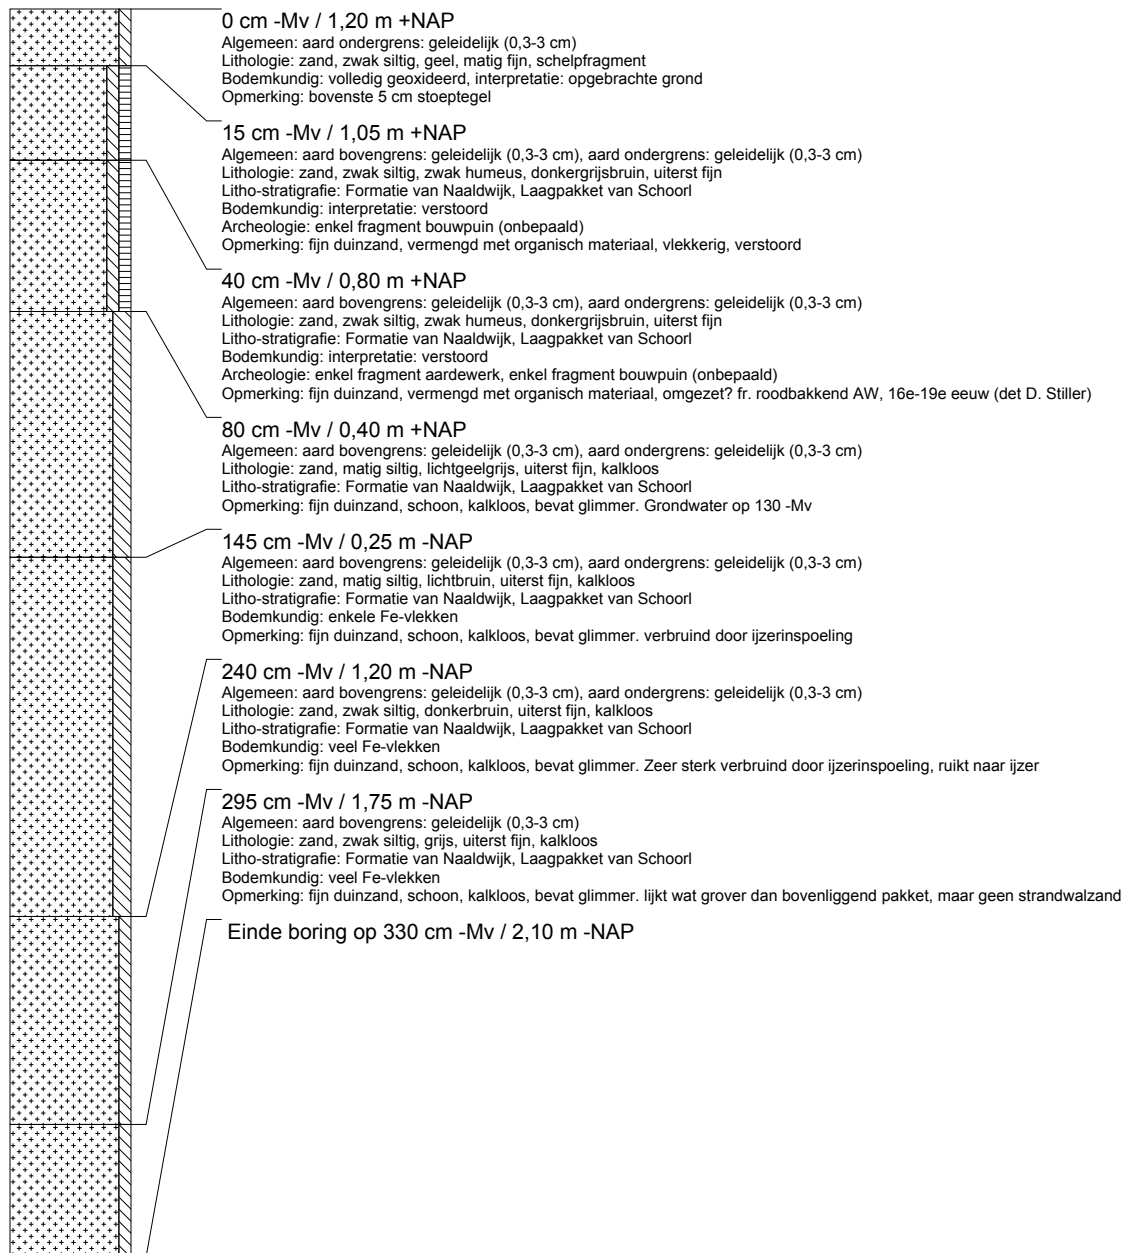 0 cm -Mv / 1,20 m +NAP
Algemeen: aard ondergrens: geleidelijk (0,3-3 cm)
Lithologie: zand, zwak siltig, geel, matig fijn, schelpfragment
Bodemkundig: volledig geoxideerd, interpretatie: opgebrachte grond
Opmerking: bovenste 5 cm stoeptegel
15 cm -Mv / 1,05 m +NAP
Algemeen: aard bovengrens: geleidelijk (0,3-3 cm), aard ondergrens: geleidelijk (0,3-3 cm)
Lithologie: zand, zwak siltig, zwak humeus, donkergrijsbruin, uiterst fijn
Litho-stratigrafie: Formatie van Naaldwijk, Laagpakket van Schoorl
Bodemkundig: interpretatie: verstoord
Archeologie: enkel fragment bouwpuin (onbepaald)
Opmerking: fijn duinzand, vermengd met organisch materiaal, vlekkerig, verstoord
40 cm -Mv / 0,80 m +NAP
Algemeen: aard bovengrens: geleidelijk (0,3-3 cm), aard ondergrens: geleidelijk (0,3-3 cm)
Lithologie: zand, zwak siltig, zwak humeus, donkergrijsbruin, uiterst fijn
Litho-stratigrafie: Formatie van Naaldwijk, Laagpakket van Schoorl
Bodemkundig: interpretatie: verstoord
Archeologie: enkel fragment aardewerk, enkel fragment bouwpuin (onbepaald)
Opmerking: fijn duinzand, vermengd met organisch materiaal, omgezet? fr. roodbakkend AW, 16e-19e eeuw (det D. Stiller)
80 cm -Mv / 0,40 m +NAP
Algemeen: aard bovengrens: geleidelijk (0,3-3 cm), aard ondergrens: geleidelijk (0,3-3 cm)
Lithologie: zand, matig siltig, lichtgeelgrijs, uiterst fijn, kalkloos
Litho-stratigrafie: Formatie van Naaldwijk, Laagpakket van Schoorl
Opmerking: fijn duinzand, schoon, kalkloos, bevat glimmer. Grondwater op 130 -Mv
145 cm -Mv / 0,25 m -NAP
Algemeen: aard bovengrens: geleidelijk (0,3-3 cm), aard ondergrens: geleidelijk (0,3-3 cm)
Lithologie: zand, matig siltig, lichtbruin, uiterst fijn, kalkloos
Litho-stratigrafie: Formatie van Naaldwijk, Laagpakket van Schoorl
Bodemkundig: enkele Fe-vlekken
Opmerking: fijn duinzand, schoon, kalkloos, bevat glimmer. verbruind door ijzerinspoeling
240 cm -Mv / 1,20 m -NAP
Algemeen: aard bovengrens: geleidelijk (0,3-3 cm), aard ondergrens: geleidelijk (0,3-3 cm)
Lithologie: zand, zwak siltig, donkerbruin, uiterst fijn, kalkloos
Litho-stratigrafie: Formatie van Naaldwijk, Laagpakket van Schoorl
Bodemkundig: veel Fe-vlekken
Opmerking: fijn duinzand, schoon, kalkloos, bevat glimmer. Zeer sterk verbruind door ijzerinspoeling, ruikt naar ijzer
295 cm -Mv / 1,75 m -NAP
Algemeen: aard bovengrens: geleidelijk (0,3-3 cm)
Lithologie: zand, zwak siltig, grijs, uiterst fijn, kalkloos
Litho-stratigrafie: Formatie van Naaldwijk, Laagpakket van Schoorl
Bodemkundig: veel Fe-vlekken
Opmerking: fijn duinzand, schoon, kalkloos, bevat glimmer. lijkt wat grover dan bovenliggend pakket, maar geen strandwalzand
Einde boring op 330 cm -Mv / 2,10 m -NAP